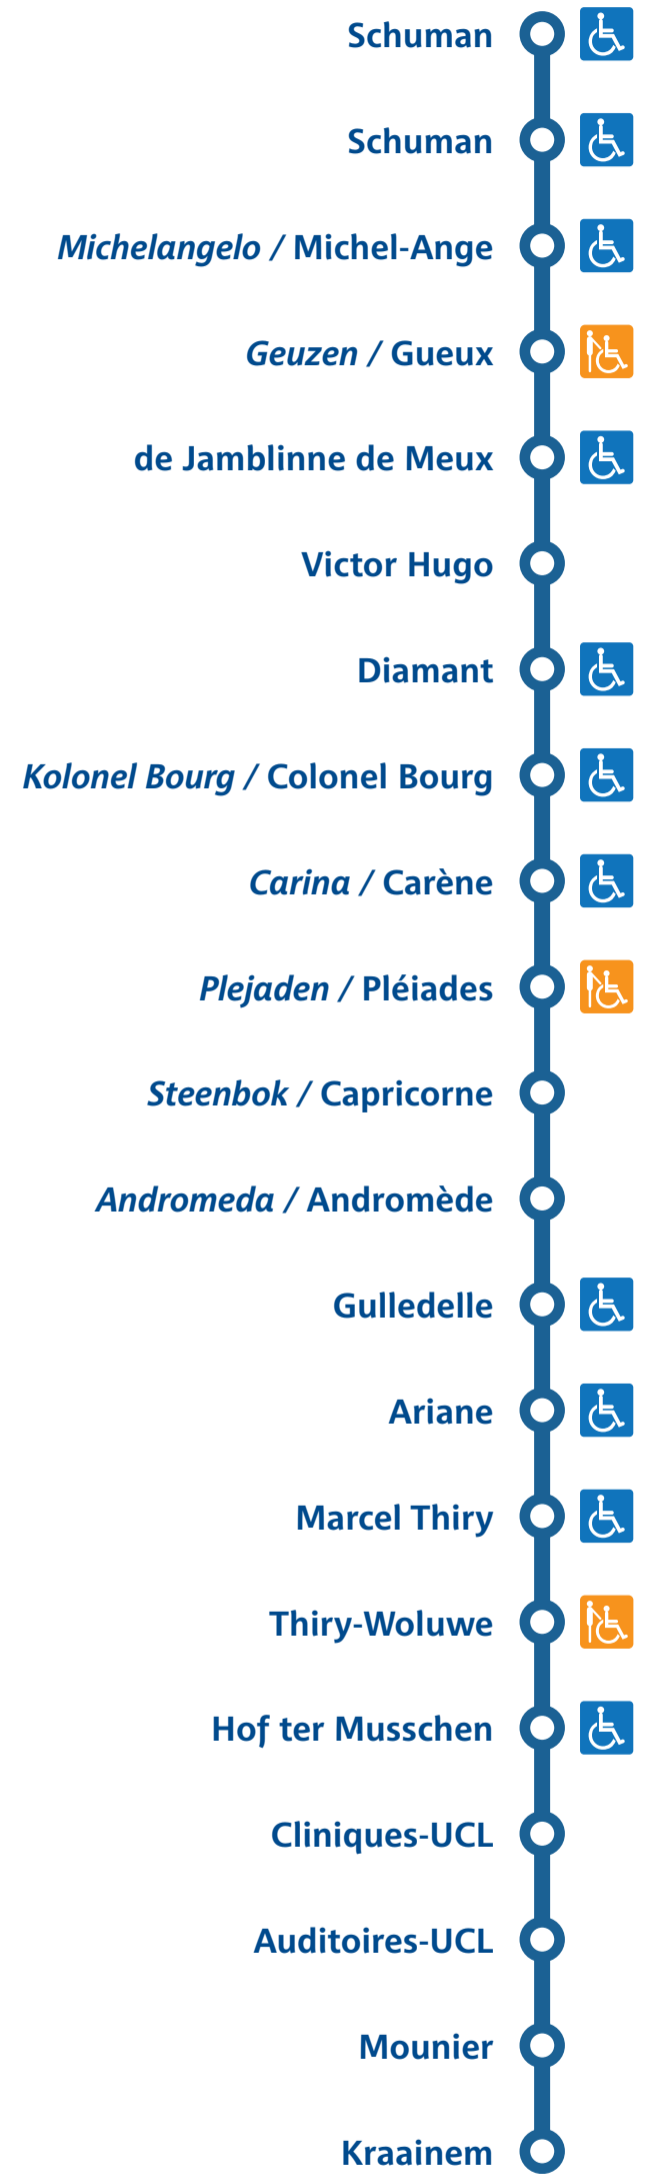 Schuman
Schuman
Michelangelo / Michel-Ange
Geuzen / Gueux
de Jamblinne de Meux
Victor Hugo
Diamant
Kolonel Bourg / Colonel Bourg
Carina / Carène
Plejaden / Pléiades
Steenbok / Capricorne
Andromeda / Andromède
Gulledelle
Ariane
Marcel Thiry
Thiry-Woluwe
Hof ter Musschen
Cliniques-UCL
Auditoires-UCL
Mounier
Kraainem